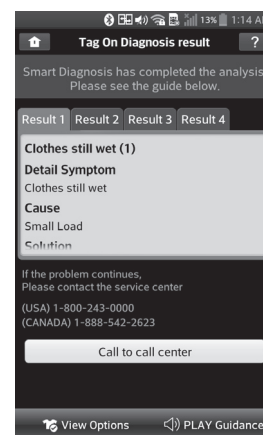 13% 1:14 A
Tag On Diagnosis result ?
Smart Diagnosis has completed the analysis
Please see the guide below.
Result 1 Result 2 Result 3 Result 4
Clothes still wet (1)
Detail Symptom
Clothes still wet
Cause
Small Load
Solution
If the problem continues,
Please contact the service center
(USA) 1-800-243-0000
(CANADA) 1-888-542-2623
Call to call center
View Options PLAY Guidance